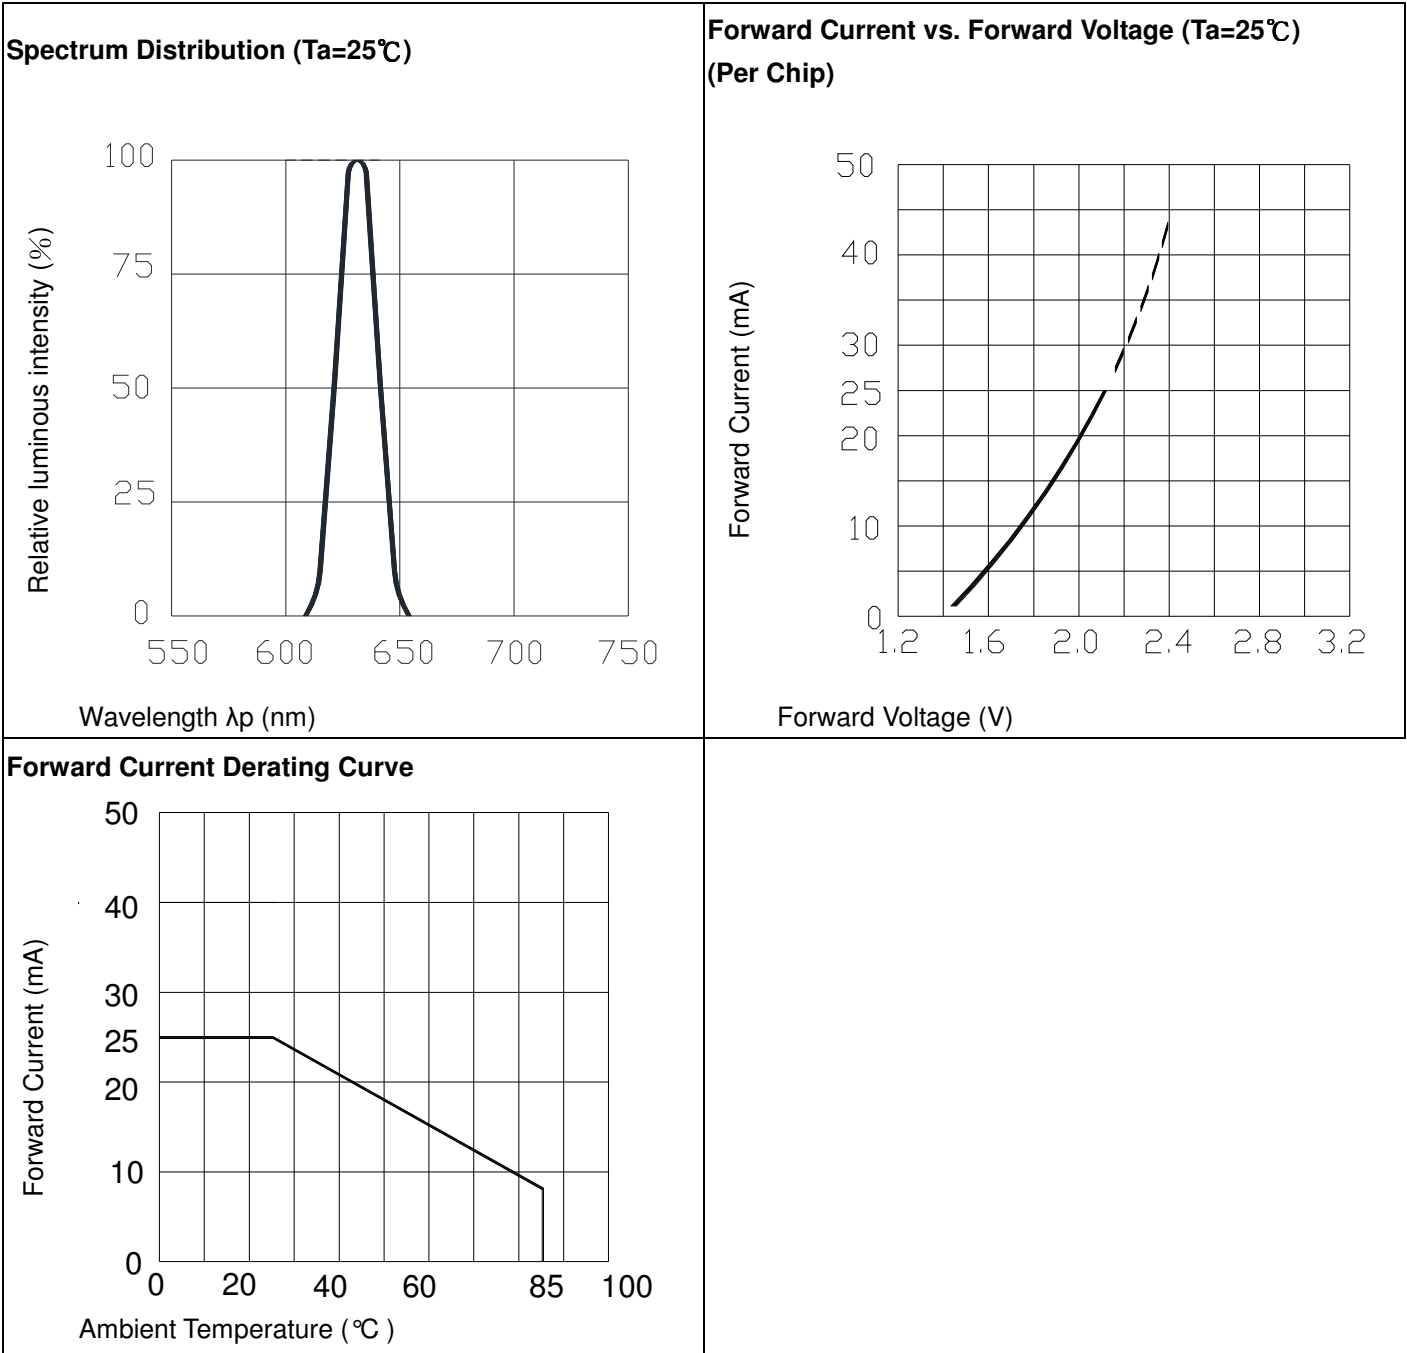 Spectrum Distribution (Ta=25℃)
100
75
50
25
0
550 600 650 700 750
Relative luminous intensity (%)
Wavelength λp (nm)
Forward Current vs. Forward Voltage (Ta=25℃)
(Per Chip)
50
40
30
25
20
10
0
1.2 1.6 2.0 2.4 2.8 3.2
Forward Current (mA)
Forward Voltage (V)
Forward Current Derating Curve
50
40
30
25
20
10
0
0 20 40 60 85 100
Forward Current (mA)
Ambient Temperature (℃ )